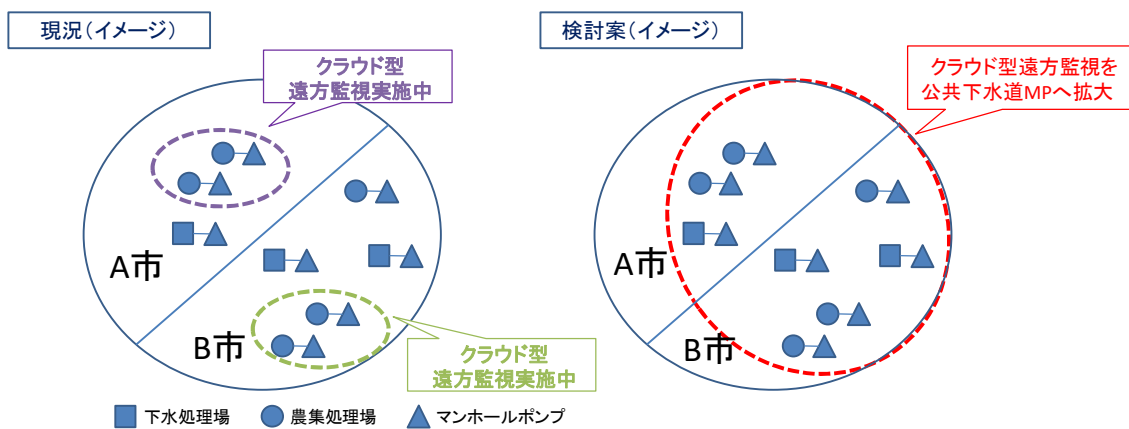 現況(イメージ)
クラウド型
遠方監視実施中
A市
B市
クラウド型
遠方監視実施中
検討案(イメージ)
クラウド型遠方監視を
公共下水道MPへ拡大
A市
B市
下水処理場
農集処理場
マンホールポンプ